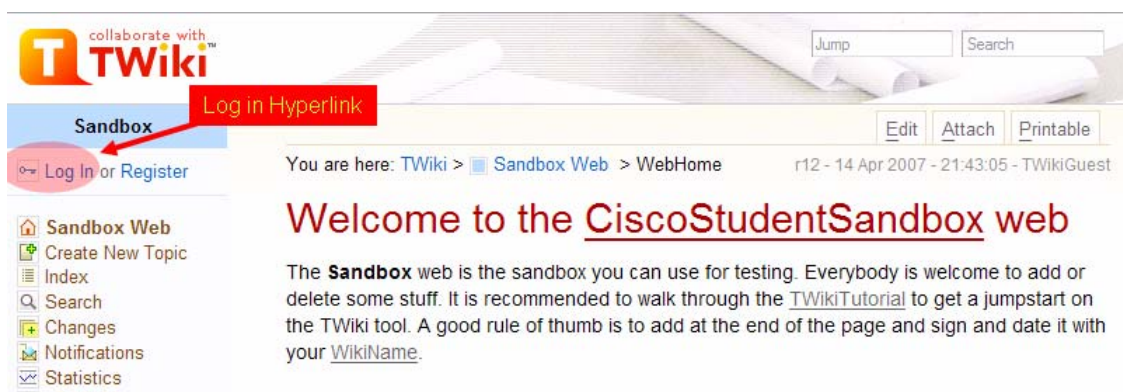 collaborate with
TWiki™
Jump
Search
Log in Hyperlink
Sandbox
Edit
Attach
Printable
Log In or Register
You are here: TWiki > Sandbox Web > WebHome
r12 - 14 Apr 2007 - 21:43:05 - TWikiGuest
Sandbox Web
Create New Topic
Index
Search
Changes
Notifications
Statistics
Welcome to the CiscoStudentSandbox web
The Sandbox web is the sandbox you can use for testing. Everybody is welcome to add or
delete some stuff. It is recommended to walk through the TWikiTutorial to get a jumpstart on
the TWiki tool. A good rule of thumb is to add at the end of the page and sign and date it with
your WikiName.